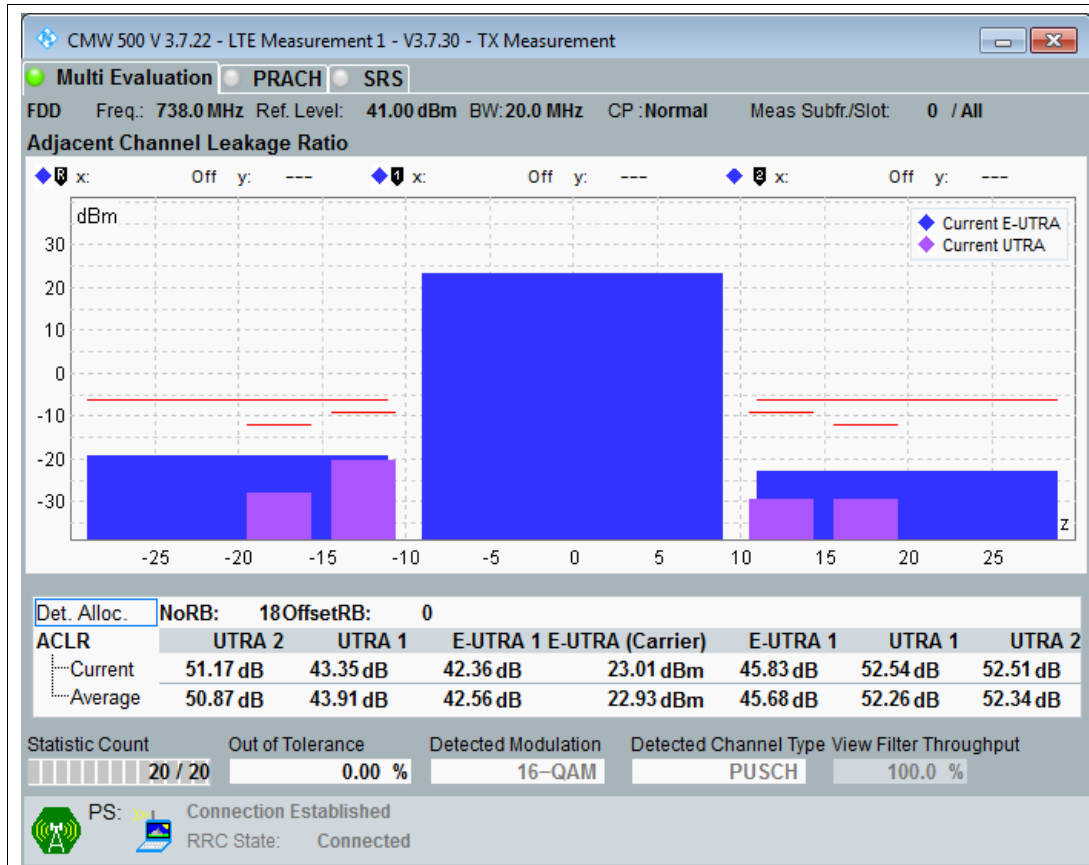 CMW 500 V 3.7.22 - LTE Measurement 1 - V3.7.30 - TX Measurement
Multi Evaluation PRACH SRS
FDD Freq.: 738.0 MHz Ref. Level: 41.00 dBm BW: 20.0 MHz CP : Normal Meas Subfr./Slot: 0 / All
Adjacent Channel Leakage Ratio
R x: Off y: --- 1 x: Off y: --- 2 x: Off y: ---
dBm
Current E-UTRA
Current UTRA
30
20
10
0
-10
-20
-30
z
-25 -20 -15 -10 -5 0 5 10 15 20 25
Det. Alloc. NoRB: 18 OffsetRB: 0
ACLR UTRA 2 UTRA 1 E-UTRA 1 E-UTRA (Carrier) E-UTRA 1 UTRA 1 UTRA 2
Current 51.17 dB 43.35 dB 42.36 dB 23.01 dBm 45.83 dB 52.54 dB 52.51 dB
Average 50.87 dB 43.91 dB 42.56 dB 22.93 dBm 45.68 dB 52.26 dB 52.34 dB
Statistic Count Out of Tolerance Detected Modulation Detected Channel Type View Filter Throughput
20 / 20 0.00 % 16-QAM PUSCH 100.0 %
PS: Connection Established
RRC State: Connected